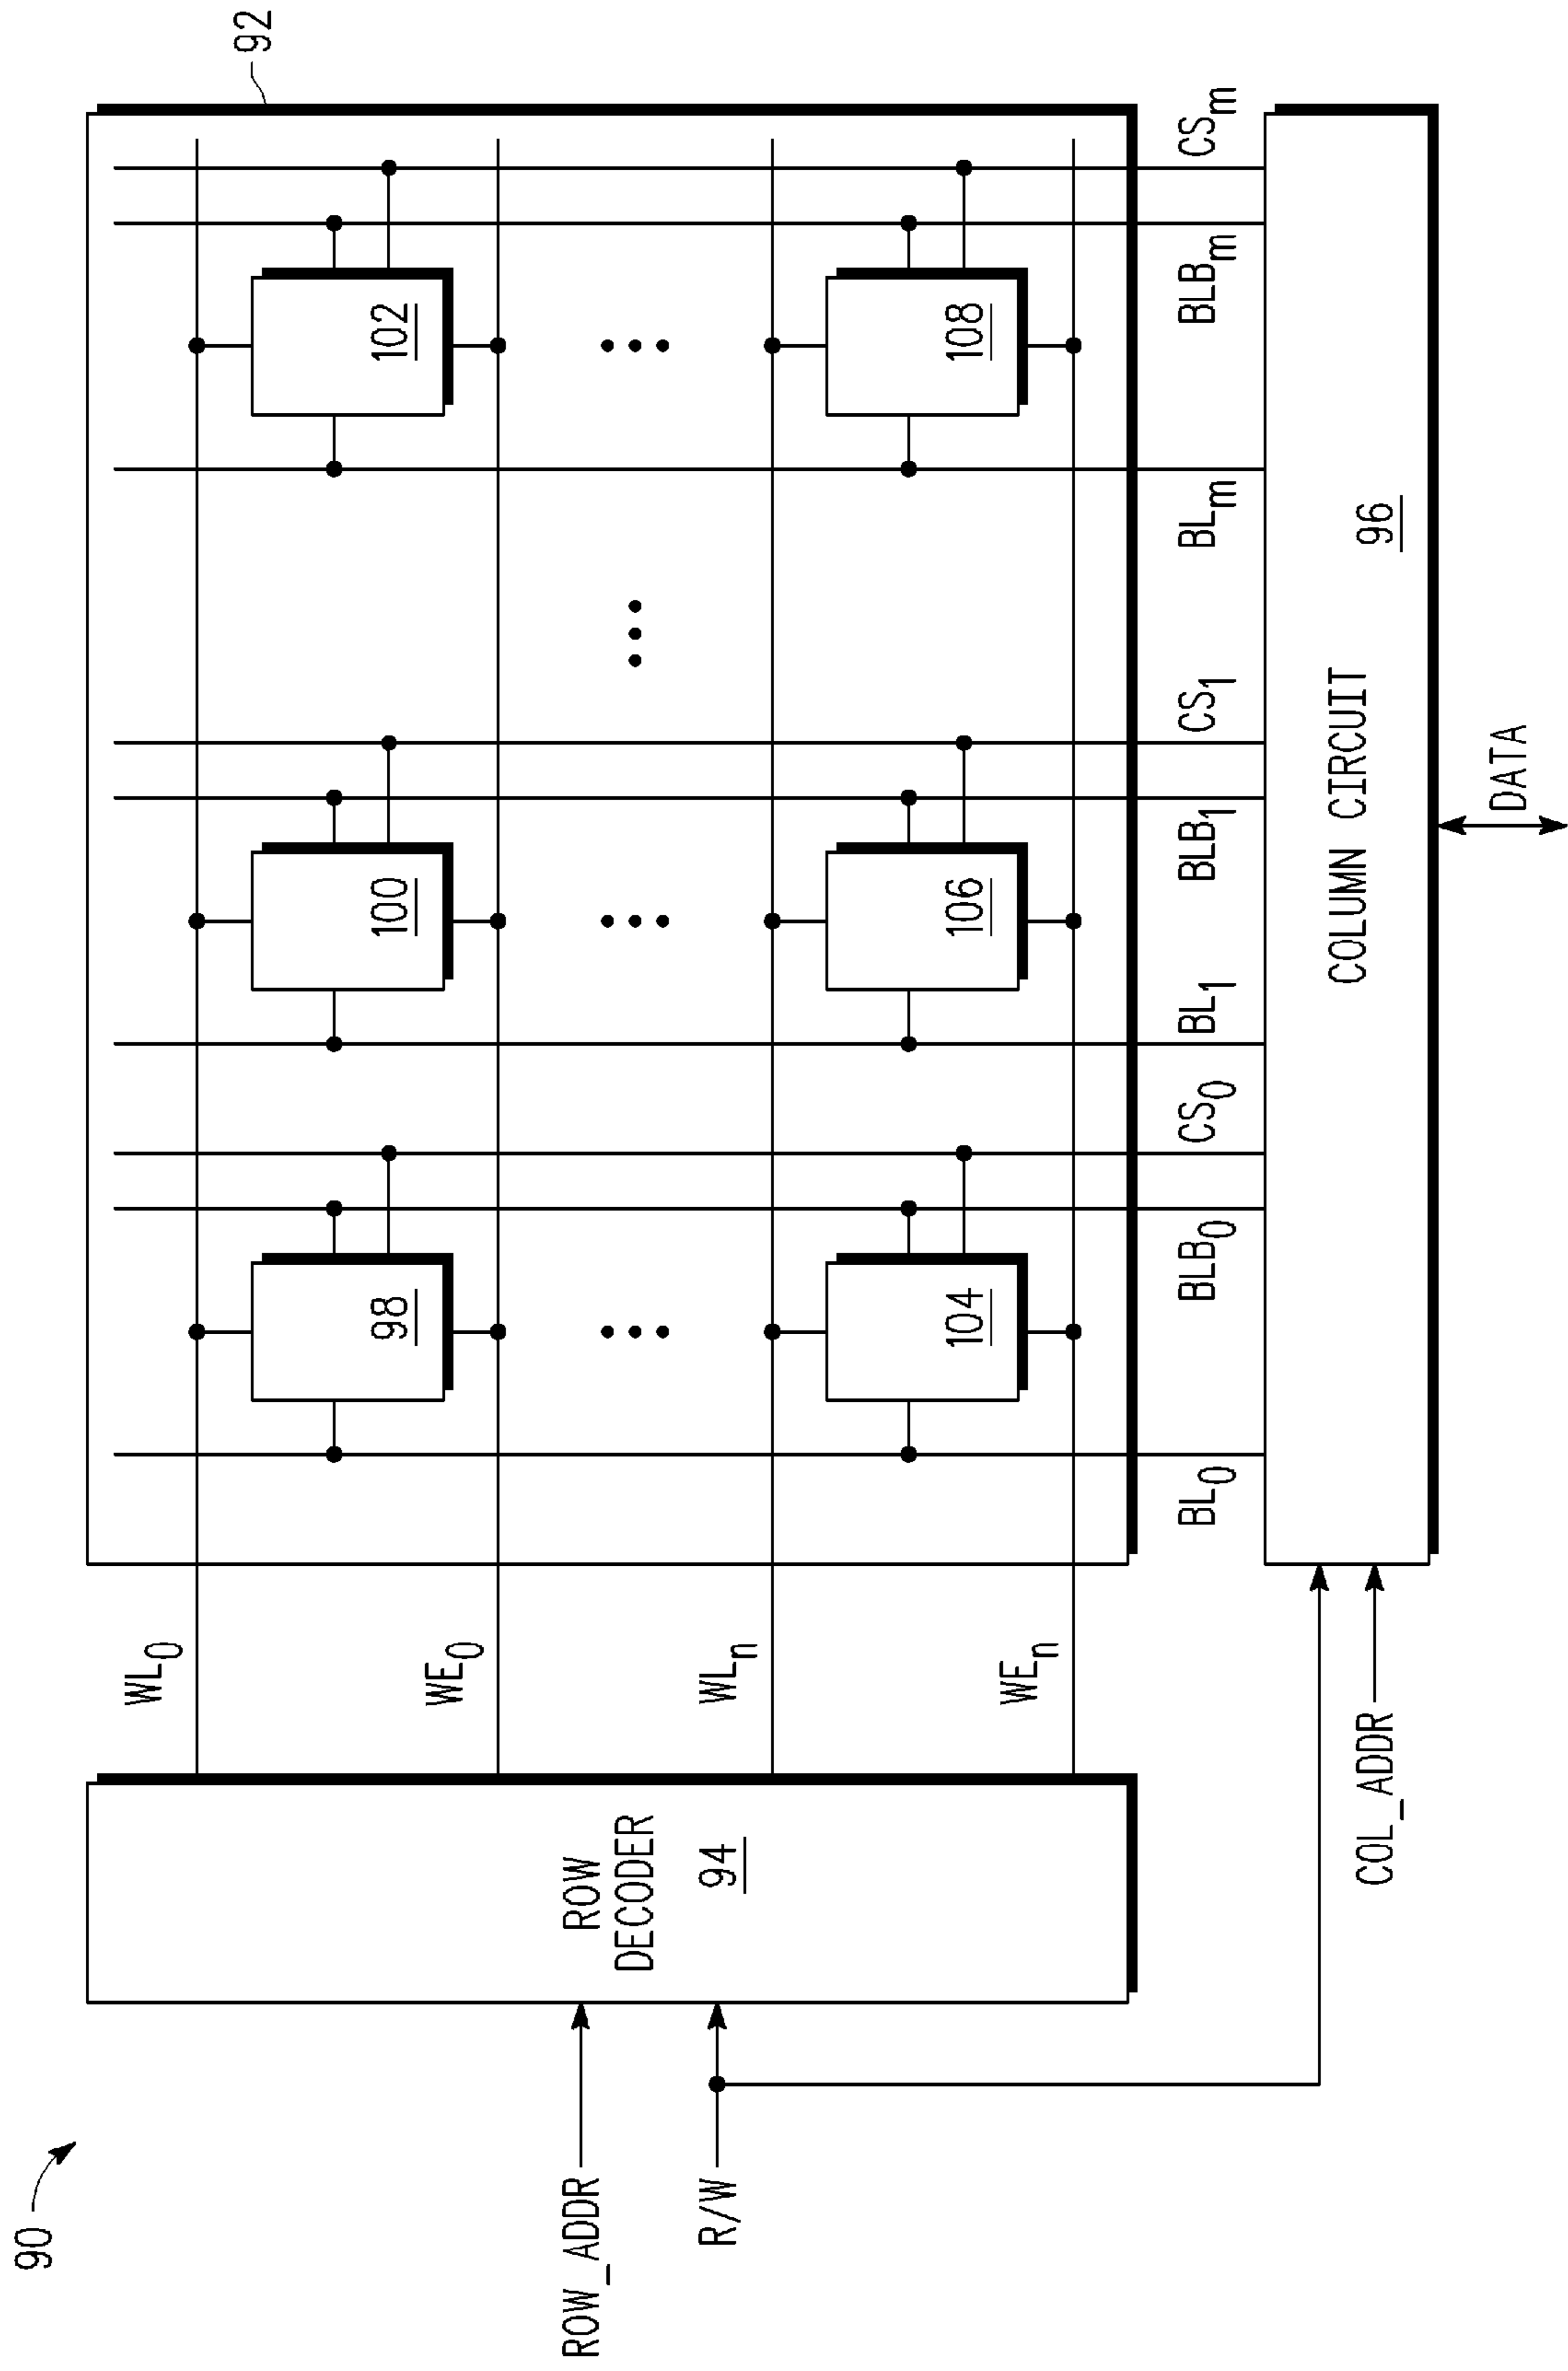 90
92
ROW_ADDR
R/W
ROW
DECODER
94
WL0
WE0
WLn
WEn
98
100
102
104
106
108
BL0
BLB0
CS0
BL1
BLB1
CS1
BLm
BLBm
CSm
COLUMN CIRCUIT
96
COL_ADDR
DATA